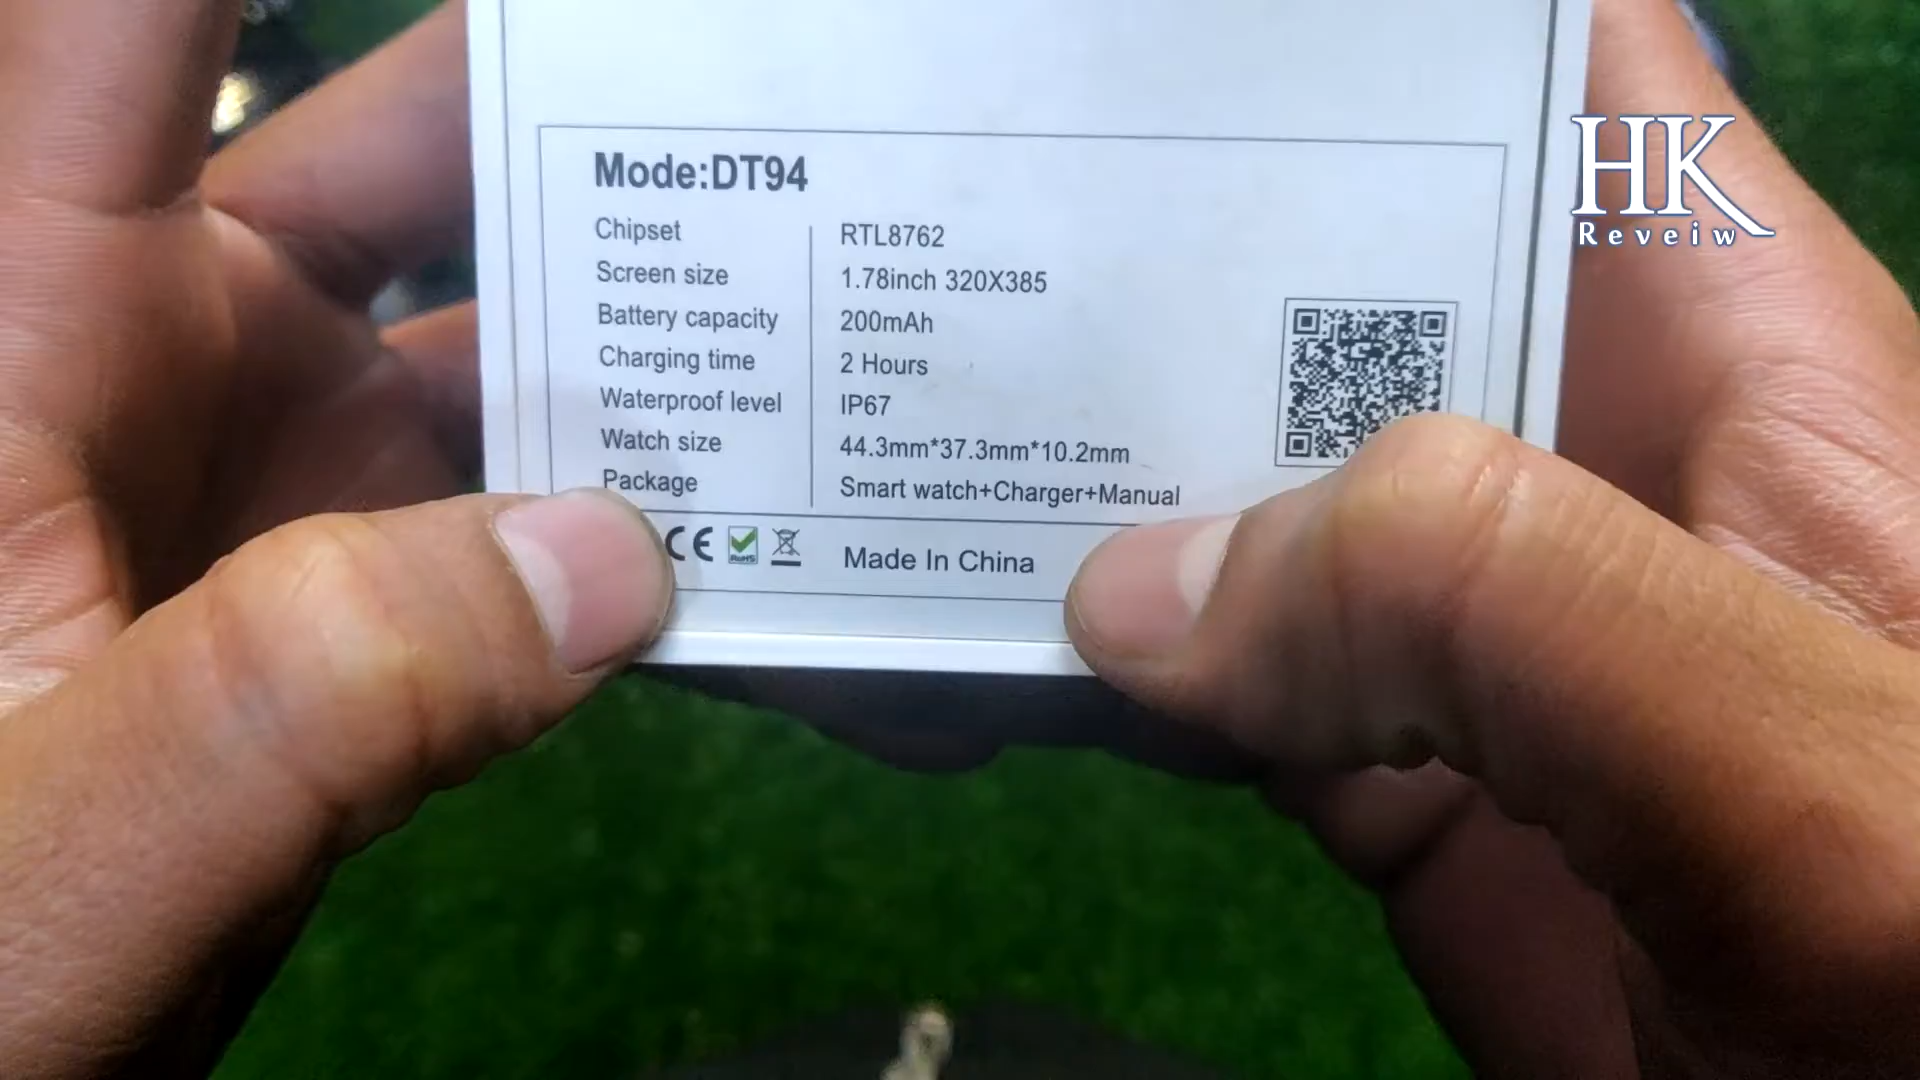 HK
Reveiw
Mode:DT94
Chipset RTL8762
Screen size 1.78inch 320X385
Battery capacity 200mAh
Charging time 2 Hours
Waterproof level IP67
Watch size 44.3mm*37.3mm*10.2mm
Package Smart watch+Charger+Manual
CE RoHS Made In China